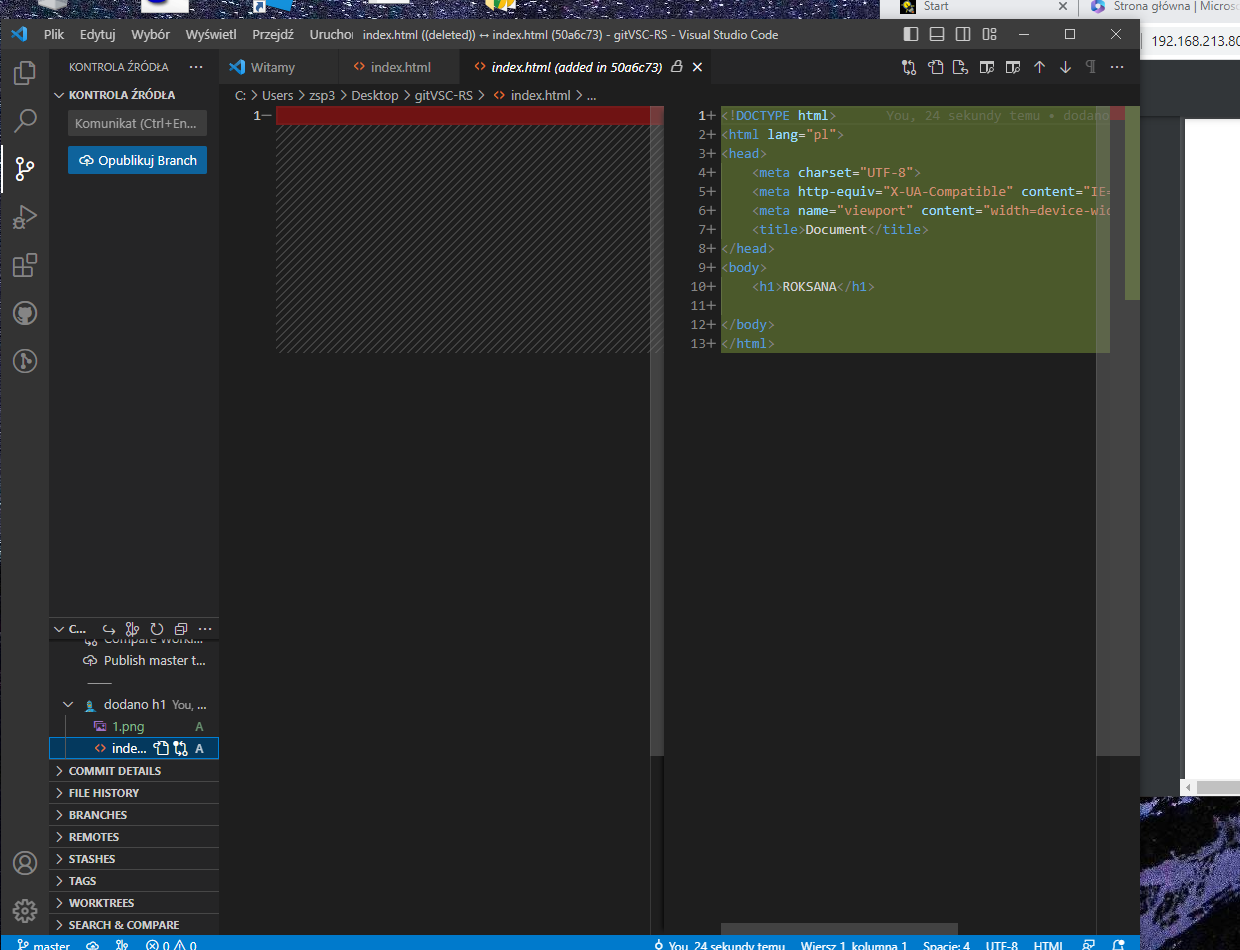 Start
Strona główna | Micros
192.168.213.80
Plik Edytuj Wybór Wyświetl Przejdź Uruchor index.html ((deleted)) ↔ index.html (50a6c73) - gitVSC-RS - Visual Studio Code
KONTROLA ŹRÓDŁA ...
Witamy
index.html
index.html (added in 50a6c73)
KONTROLA ŹRÓDŁA
Komunikat (Ctrl+En...
Opublikuj Branch
C: > Users > zsp3 > Desktop > gitVSC-RS > index.html > ...
1—
1+ <!DOCTYPE html> You, 24 sekundy temu • dodano
2+ <html lang="pl">
3+ <head>
4+ <meta charset="UTF-8">
5+ <meta http-equiv="X-UA-Compatible" content="IE=
6+ <meta name="viewport" content="width=device-wid
7+ <title>Document</title>
8+ </head>
9+ <body>
10+ <h1>ROKSANA</h1>
11+
12+ </body>
13+ </html>
C...
Compare Worki...
Publish master t...
dodano h1 You, ...
1.png A
inde... A
COMMIT DETAILS
FILE HISTORY
BRANCHES
REMOTES
STASHES
TAGS
WORKTREES
SEARCH & COMPARE
master 0 0 You, 24 sekundy temu Wiersz 1, kolumna 1 Spacje: 4 UTF-8 HTML